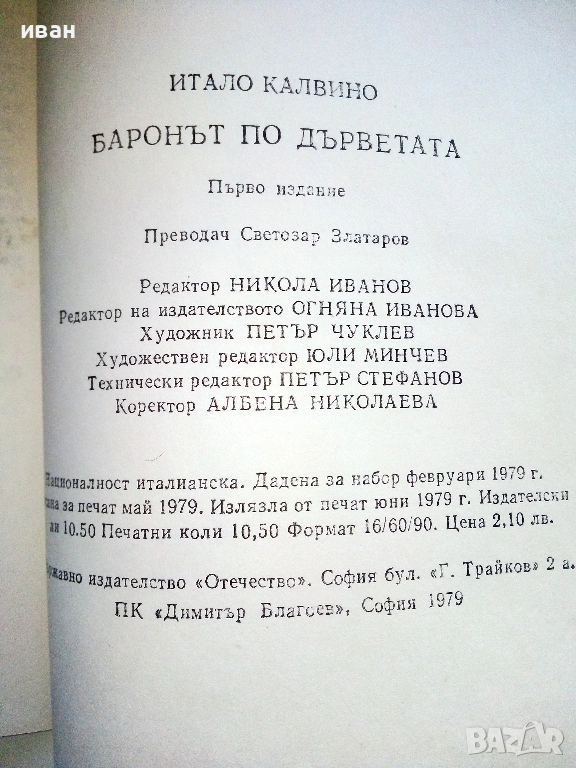 иван
ИТАЛО КАЛВИНО
БАРОНЪТ ПО ДЪРВЕТАТА
Първо издание
Преводач Светозар Златаров
Редактор НИКОЛА ИВАНОВ
Редактор на издателството ОГНЯНА ИВАНОВА
Художник ПЕТЪР ЧУКЛЕВ
Художествен редактор ЮЛИ МИНЧЕВ
Технически редактор ПЕТЪР СТЕФАНОВ
Коректор АЛБЕНА НИКОЛАЕВА
Националност италианска. Дадена за набор февруари 1979 г.
за печат май 1979. Излязла от печат юни 1979 г. Издателски
10.50 Печатни коли 10,50 Формат 16/60/90. Цена 2,10 лв.
издателство «Отечество». София бул. «Г. Трайков» 2 а.
ПК «Димитър Благоев», София 1979
BAZAR